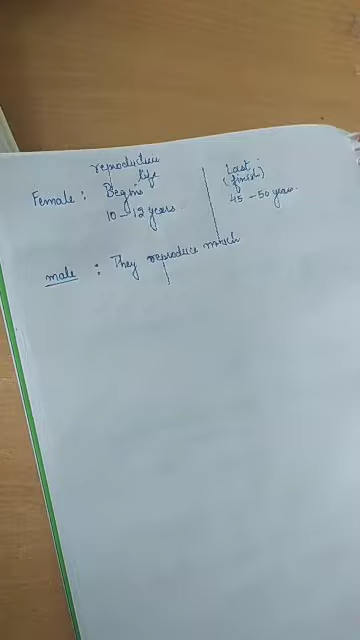 reproductive
life
Female : Begins
10 - 12 years
Last
(finish)
45 - 50 years.
male : They reproduce much